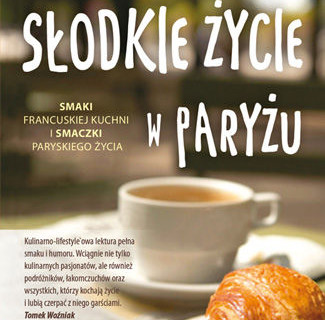 SŁODKIE ŻYCIE
W PARYŻU
SMAKI
FRANCUSKIEJ KUCHNI
I SMACZKI
PARYSKIEGO ŻYCIA
Kulinarno-lifestyle'owa lektura pełna
smaku i humoru. Wciągnie nie tylko
kulinarnych pasjonatów, ale również
podróżników, łakomczuchów oraz
wszystkich, którzy kochają życie
i lubią czerpać z niego garściami.
Tomek Woźniak